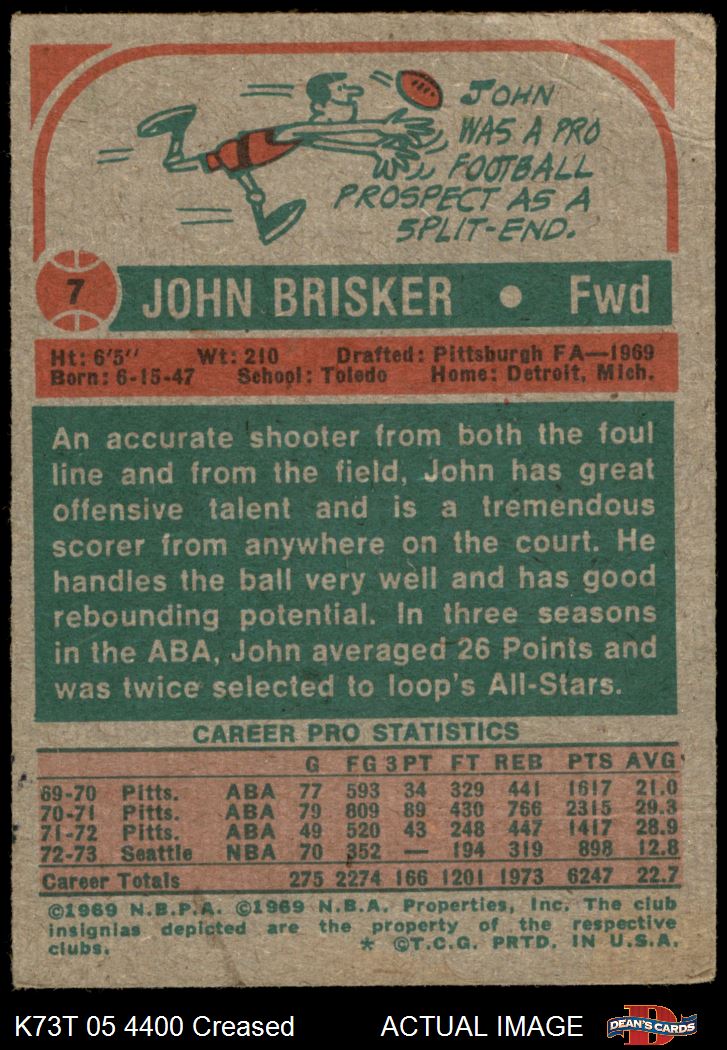 JOHN
WAS A PRO
FOOTBALL
PROSPECT AS A
SPLIT-END.
7 JOHN BRISKER • Fwd
Ht: 6'5'' Wt: 210 Drafted: Pittsburgh FA—1969
Born: 6-15-47 School: Toledo Home: Detroit, Mich.
An accurate shooter from both the foul
line and from the field, John has great
offensive talent and is a tremendous
scorer from anywhere on the court. He
handles the ball very well and has good
rebounding potential. In three seasons
in the ABA, John averaged 26 Points and
was twice selected to loop's All-Stars.
CAREER PRO STATISTICS
G FG 3PT FT REB PTS AVG
69-70 Pitts. ABA 77 593 34 329 441 1617 21.0
70-71 Pitts. ABA 79 809 89 430 766 2315 29.3
71-72 Pitts. ABA 49 520 43 248 447 1417 28.9
72-73 Seattle NBA 70 352 — 194 319 898 12.8
Career Totals 275 2274 166 1201 1973 6247 22.7
©1969 N.B.P.A. ©1969 N.B.A. Properties, Inc. The club
insignias depicted are the property of the respective
clubs. * ©T.C.G. PRTD. IN U.S.A.
K73T 05 4400 Creased ACTUAL IMAGE DEAN'S CARDS